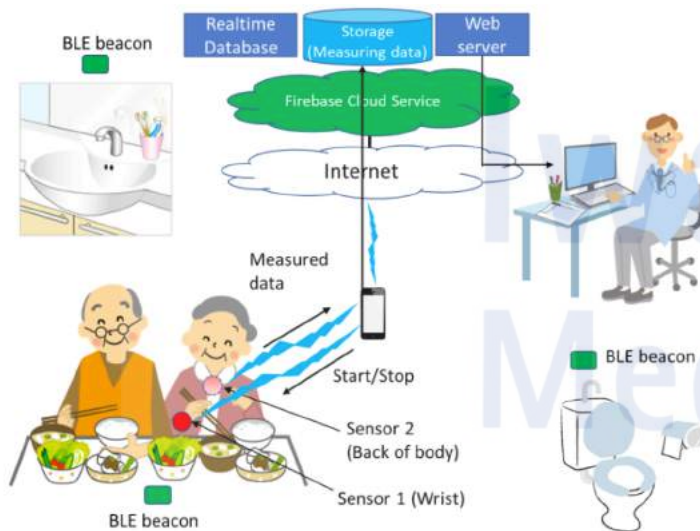 Realtime
Database
Storage
(Measuring data)
Web
server
BLE beacon
Firebase Cloud Service
Internet
Measured
data
Start/Stop
BLE beacon
Sensor 2
(Back of body)
Sensor 1 (Wrist)
BLE beacon